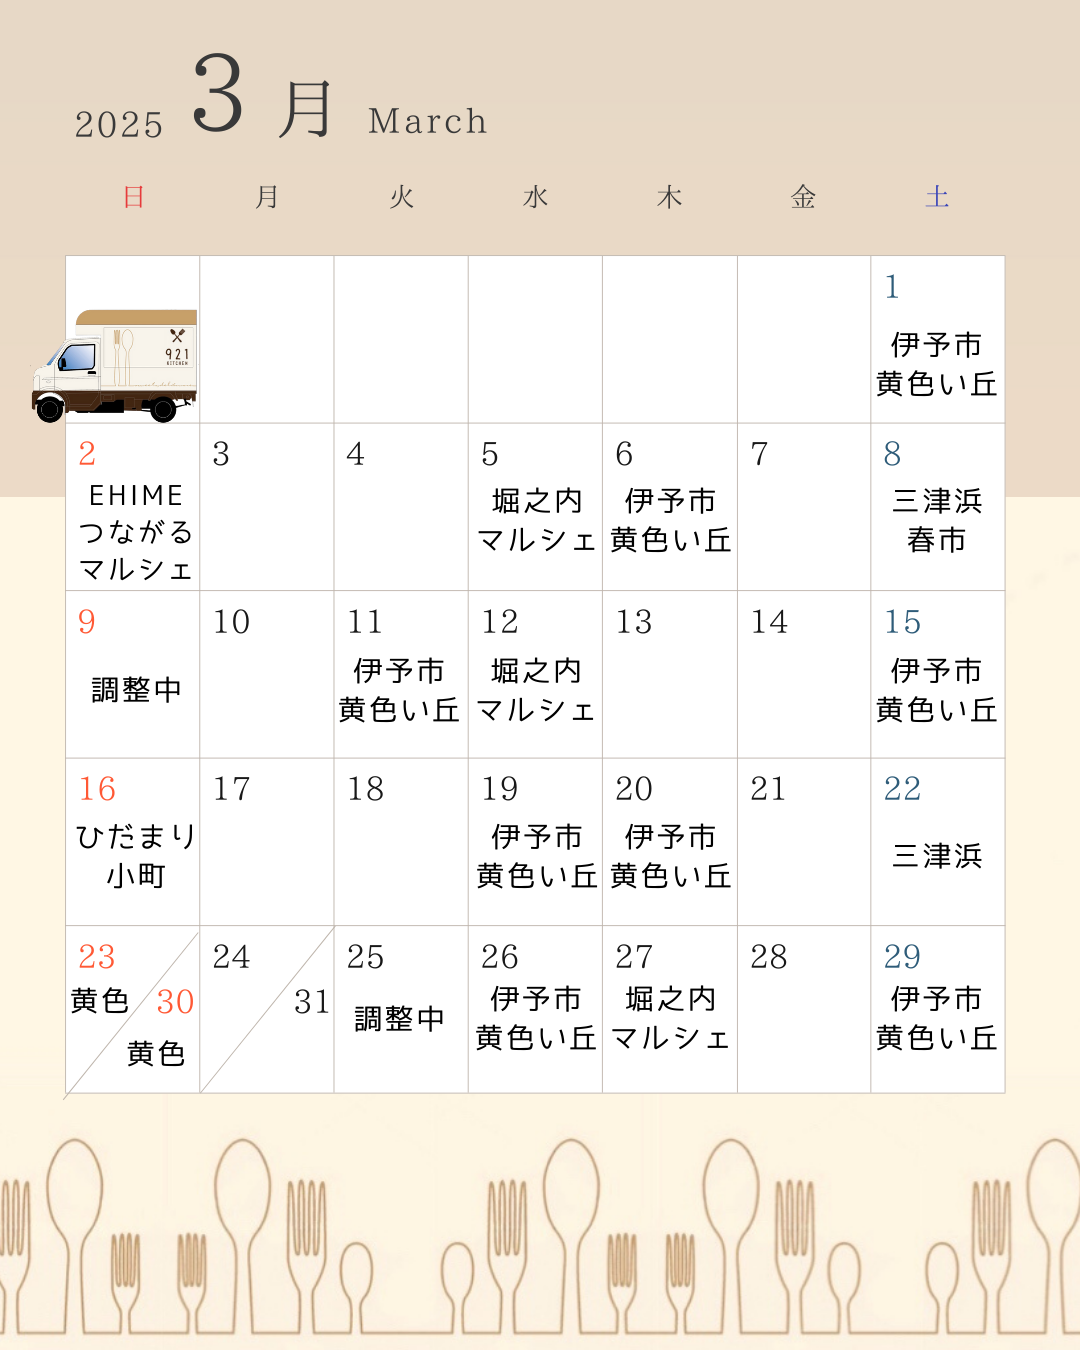 2025 3 月 March
日 月 火 水 木 金 土
921
KITCHEN
1
伊予市
黄色い丘
2
EHIME
つながる
マルシェ
3
4
5
堀之内
マルシェ
6
伊予市
黄色い丘
7
8
三津浜
春市
9
調整中
10
11
伊予市
黄色い丘
12
堀之内
マルシェ
13
14
15
伊予市
黄色い丘
16
ひだまり
小町
17
18
19
伊予市
黄色い丘
20
伊予市
黄色い丘
21
22
三津浜
23
黄色
30
黄色
24
31
25
調整中
26
伊予市
黄色い丘
27
堀之内
マルシェ
28
29
伊予市
黄色い丘